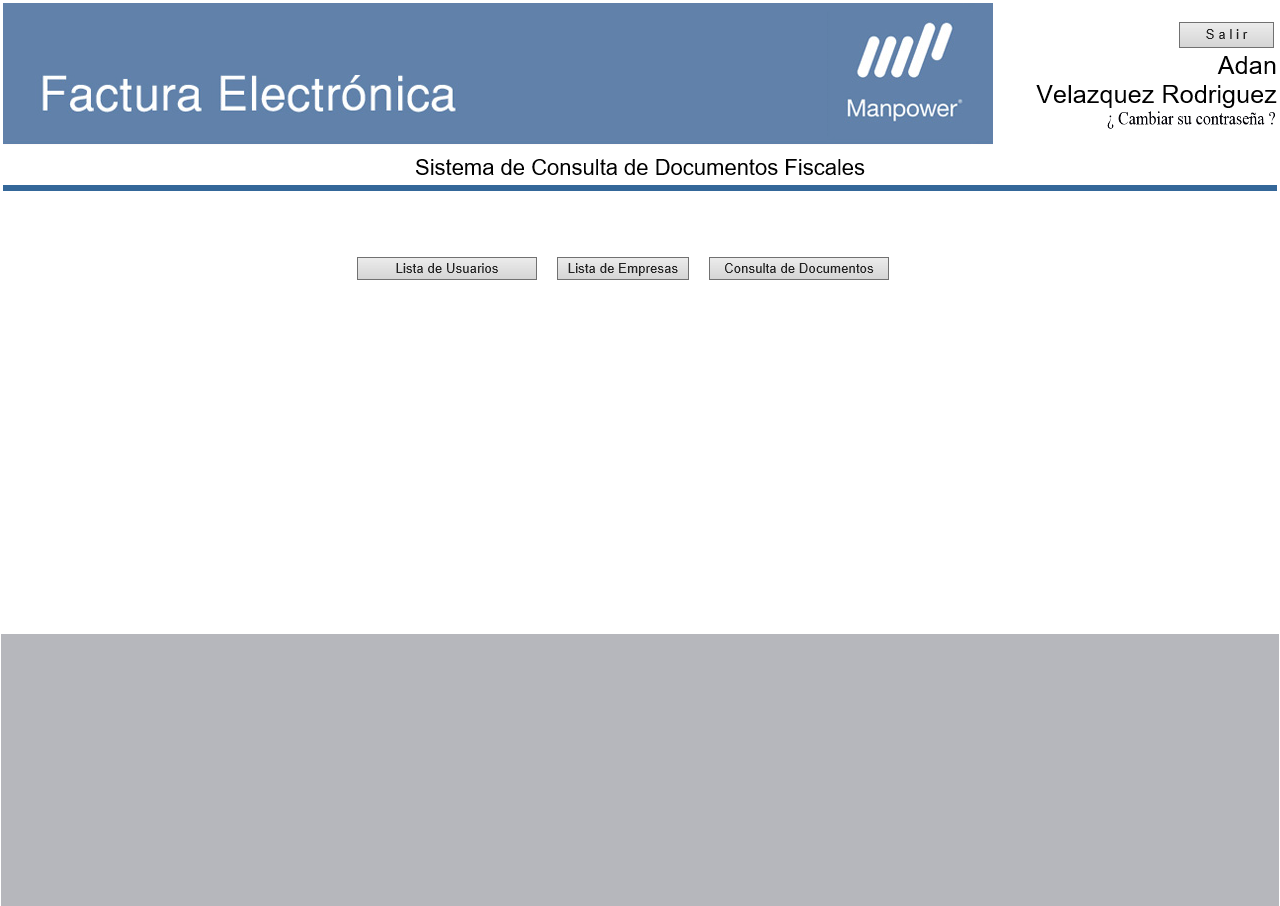 Salir
Factura Electrónica
Manpower®
Adan
Velazquez Rodriguez
¿ Cambiar su contraseña ?
Sistema de Consulta de Documentos Fiscales
Lista de Usuarios
Lista de Empresas
Consulta de Documentos